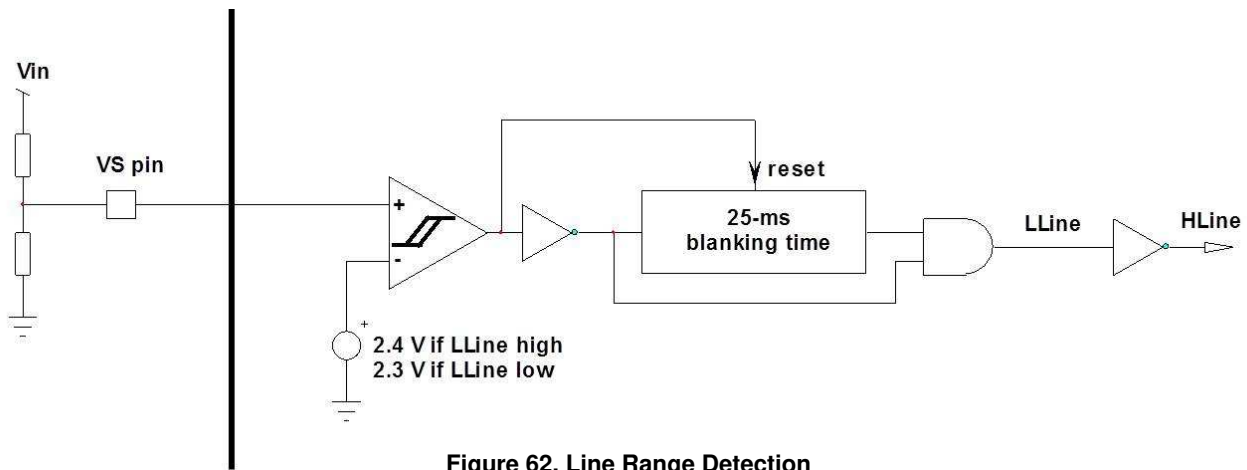 Vin
VS pin
+
-
+
2.4 V if LLine high
2.3 V if LLine low
reset
25-ms
blanking time
LLine
HLine
Figure 62. Line Range Detection